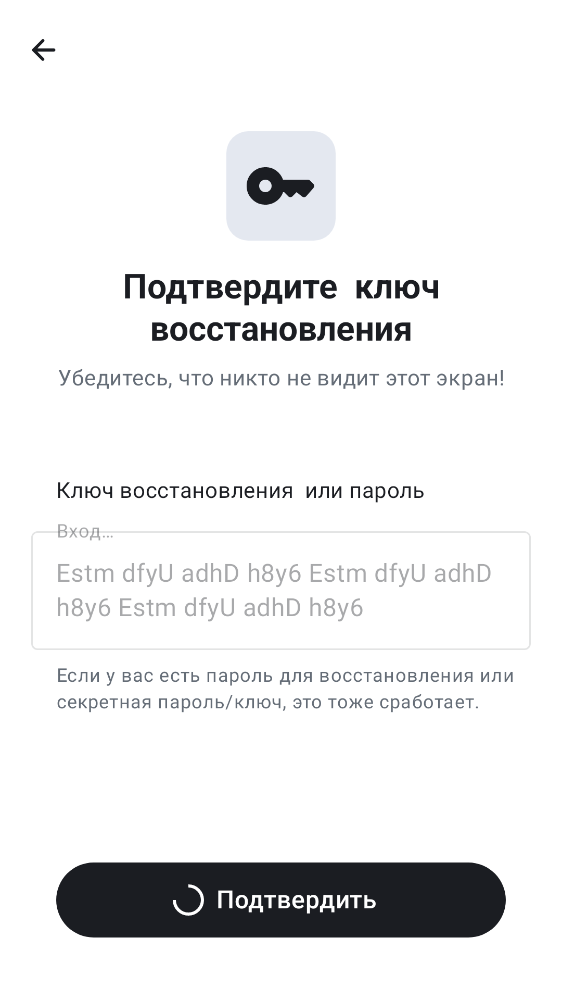 Подтвердите ключ
восстановления
Убедитесь, что никто не видит этот экран!
Ключ восстановления или пароль
Вход…
Estm dfyU adhD h8y6 Estm dfyU adhD
h8y6 Estm dfyU adhD h8y6
Если у вас есть пароль для восстановления или
секретная пароль/ключ, это тоже сработает.
Подтвердить